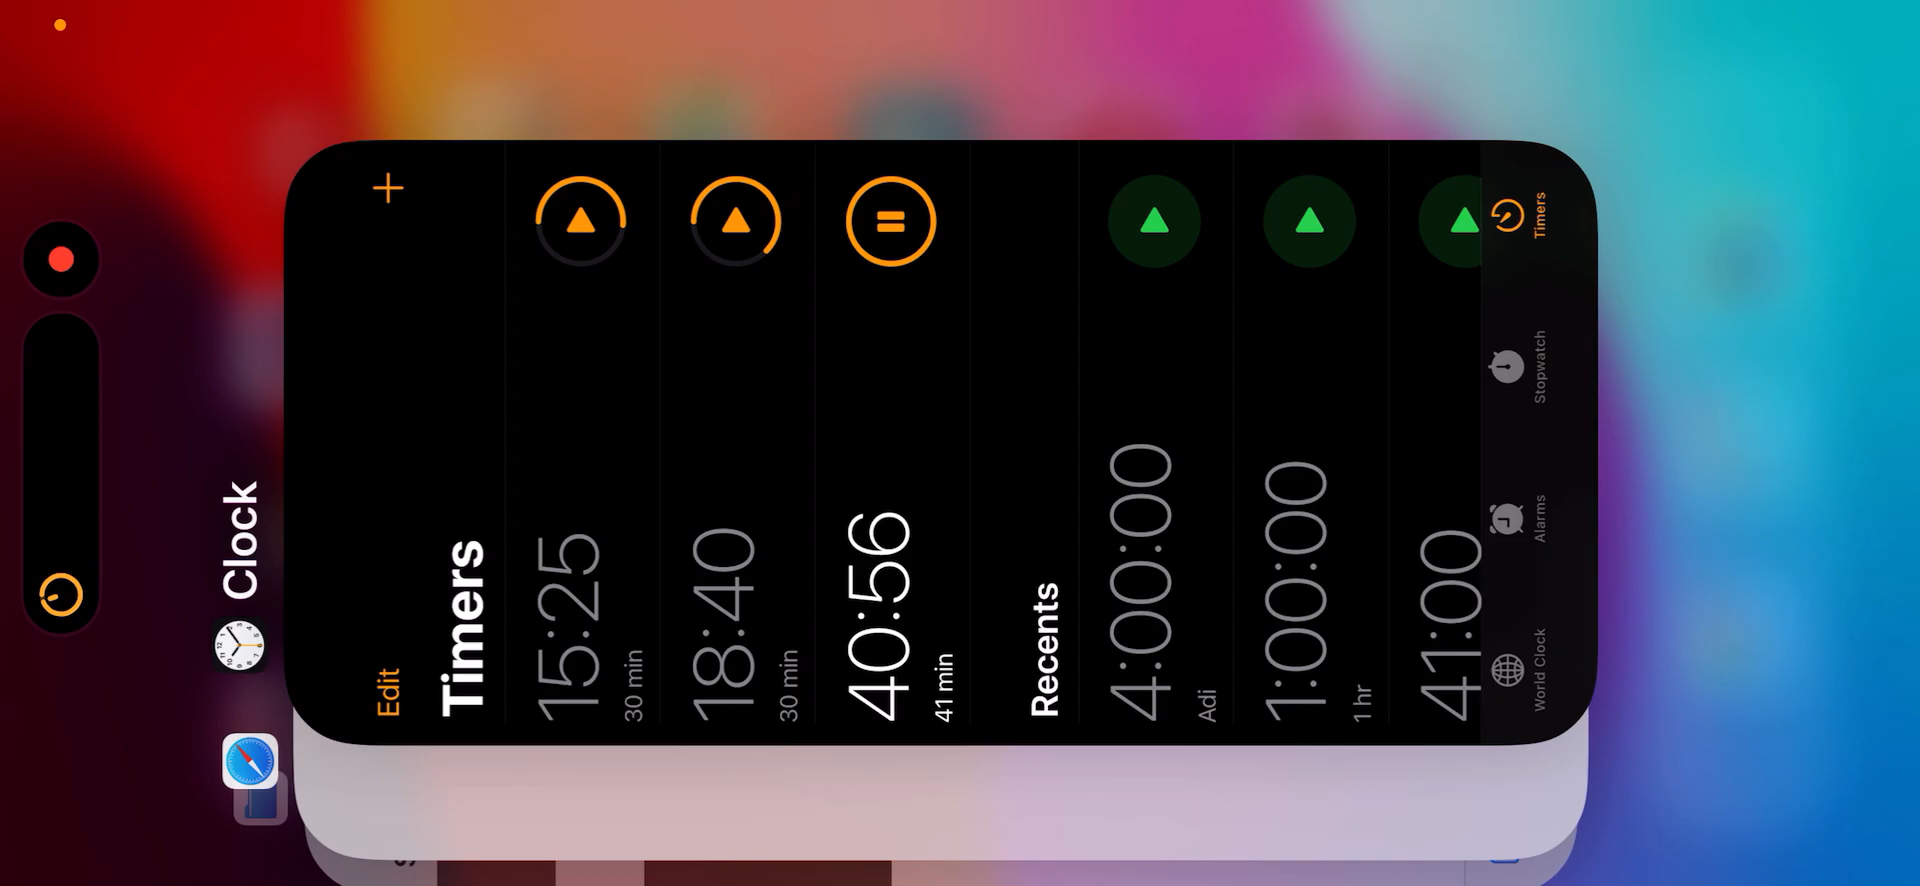 Clock
Edit
Timers
15:25
30 min
18:40
30 min
40:56
41 min
Recents
4:00:00
Adi
1:00:00
1 hr
41:00
World Clock
Alarms
Stopwatch
Timers